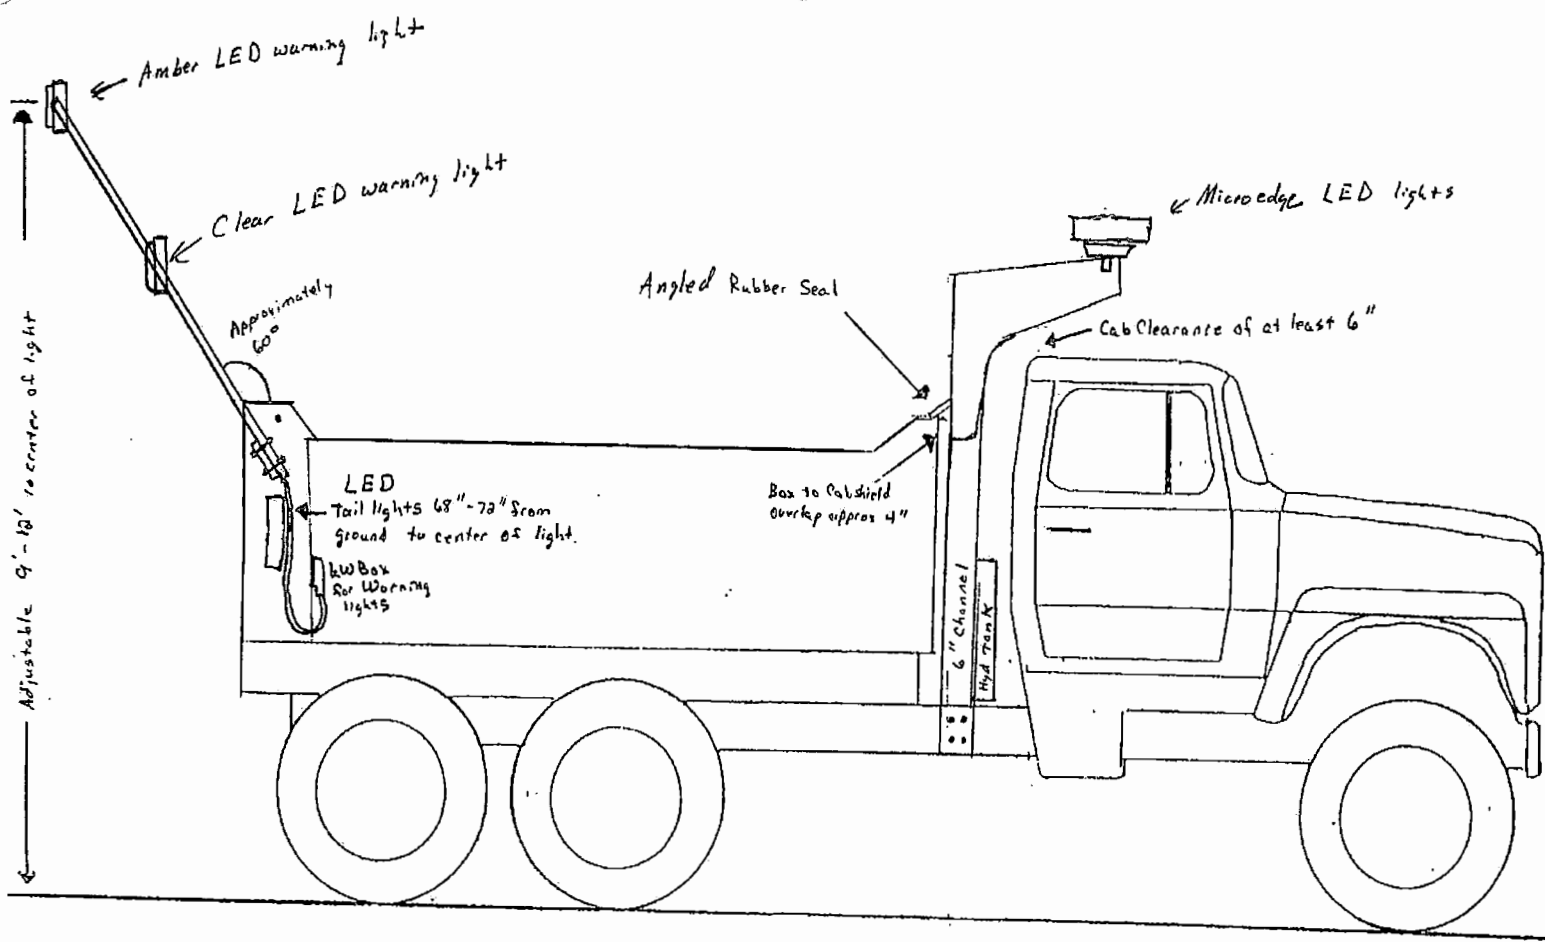 Amber LED warning light
Clear LED warning light
Microedge LED lights
Angled Rubber Seal
Approximately
60°
Cab Clearance of at least 6"
LED
Tail lights 68"-72" from
ground to center of light.
Box to Cabshield
overlap approx 4"
kW Box
for Warning
lights
6" Channel
Hyd Tank
Adjustable 9'-12' to center of light